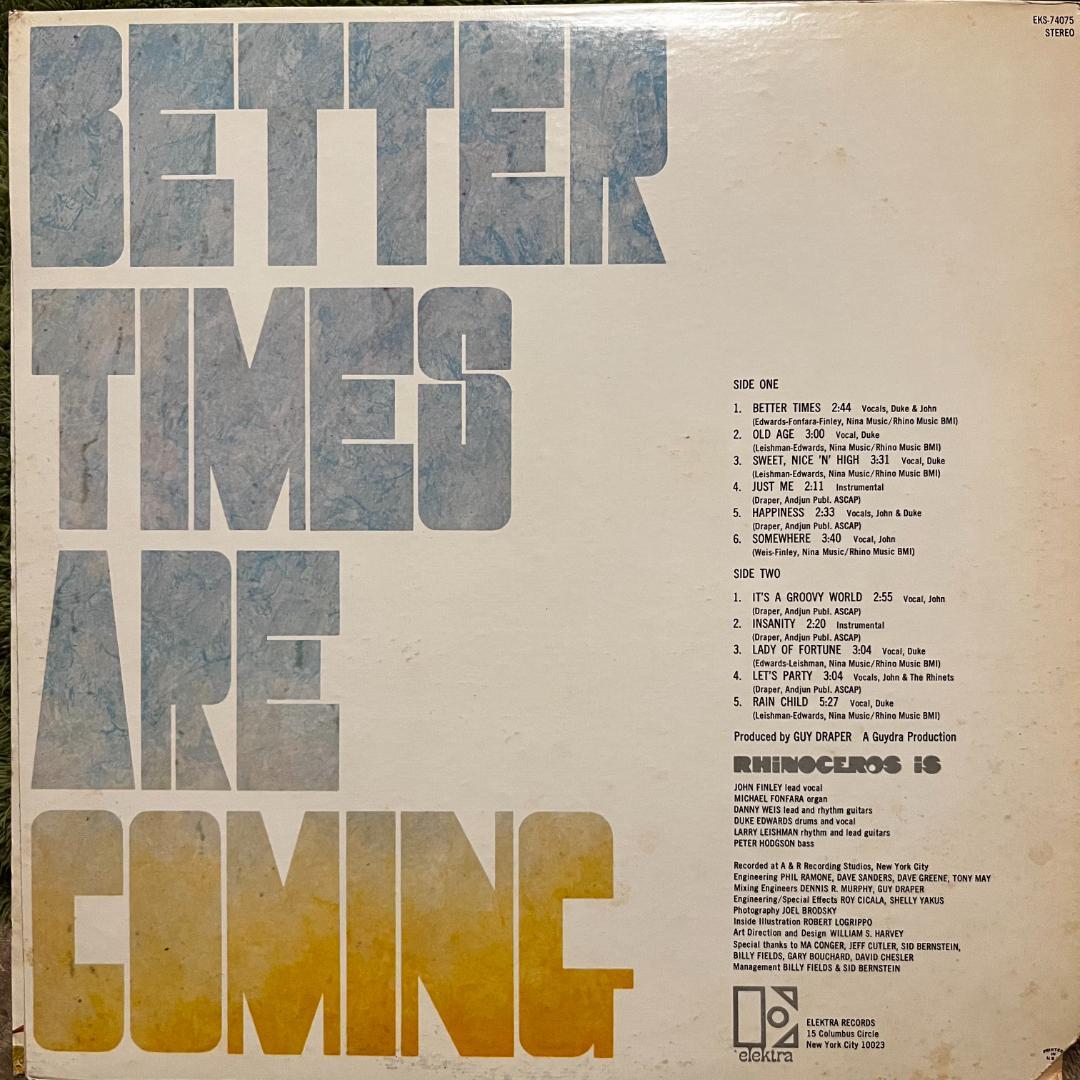 EKS-74075
STEREO
BETTER
TIMES
ARE
COMING
SIDE ONE
1. BETTER TIMES 2:44 Vocals, Duke & John
(Edwards-Fonfara-Finley, Nina Music/Rhino Music BMI)
2. OLD AGE 3:00 Vocal, Duke
(Leishman-Edwards, Nina Music/Rhino Music BMI)
3. SWEET, NICE 'N' HIGH 3:31 Vocal, Duke
(Leishman-Edwards, Nina Music/Rhino Music BMI)
4. JUST ME 2:11 Instrumental
(Draper, Andjun Publ. ASCAP)
5. HAPPINESS 2:33 Vocals, John & Duke
(Draper, Andjun Publ. ASCAP)
6. SOMEWHERE 3:40 Vocal, John
(Weis-Finley, Nina Music/Rhino Music BMI)
SIDE TWO
1. IT'S A GROOVY WORLD 2:55 Vocal, John
(Draper, Andjun Publ. ASCAP)
2. INSANITY 2:20 Instrumental
(Draper, Andjun Publ. ASCAP)
3. LADY OF FORTUNE 3:04 Vocal, Duke
(Edwards-Leishman, Nina Music/Rhino Music BMI)
4. LET'S PARTY 3:04 Vocals, John & The Rhinets
(Draper, Andjun Publ. ASCAP)
5. RAIN CHILD 5:27 Vocal, Duke
(Leishman-Edwards, Nina Music/Rhino Music BMI)
Produced by GUY DRAPER A Guydra Production
RHiNOCEROS iS
JOHN FINLEY lead vocal
MICHAEL FONFARA organ
DANNY WEIS lead and rhythm guitars
DUKE EDWARDS drums and vocal
LARRY LEISHMAN rhythm and lead guitars
PETER HODGSON bass
Recorded at A & R Recording Studios, New York City
Engineering PHIL RAMONE, DAVE SANDERS, DAVE GREENE, TONY MAY
Mixing Engineers DENNIS R. MURPHY, GUY DRAPER
Engineering/Special Effects ROY CICALA, SHELLY YAKUS
Photography JOEL BRODSKY
Inside Illustration ROBERT LOGRIPPO
Art Direction and Design WILLIAM S. HARVEY
Special thanks to MA CONGER, JEFF CUTLER, SID BERNSTEIN,
BILLY FIELDS, GARY BOUCHARD, DAVID CHESLER
Management BILLY FIELDS & SID BERNSTEIN
elektra
ELEKTRA RECORDS
15 Columbus Circle
New York City 10023